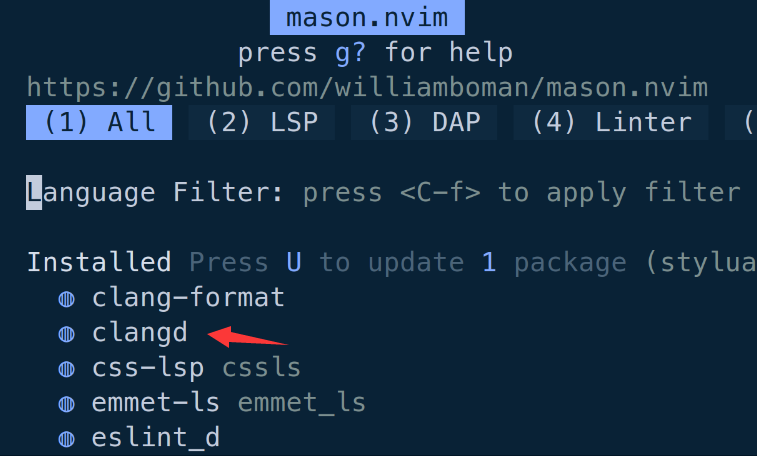 mason.nvim
press g? for help
https://github.com/williamboman/mason.nvim
(1) All (2) LSP (3) DAP (4) Linter (
Language Filter: press <C-f> to apply filter
Installed Press U to update 1 package (stylua
◍ clang-format
◍ clangd
◍ css-lsp cssls
◍ emmet-ls emmet_ls
◍ eslint_d